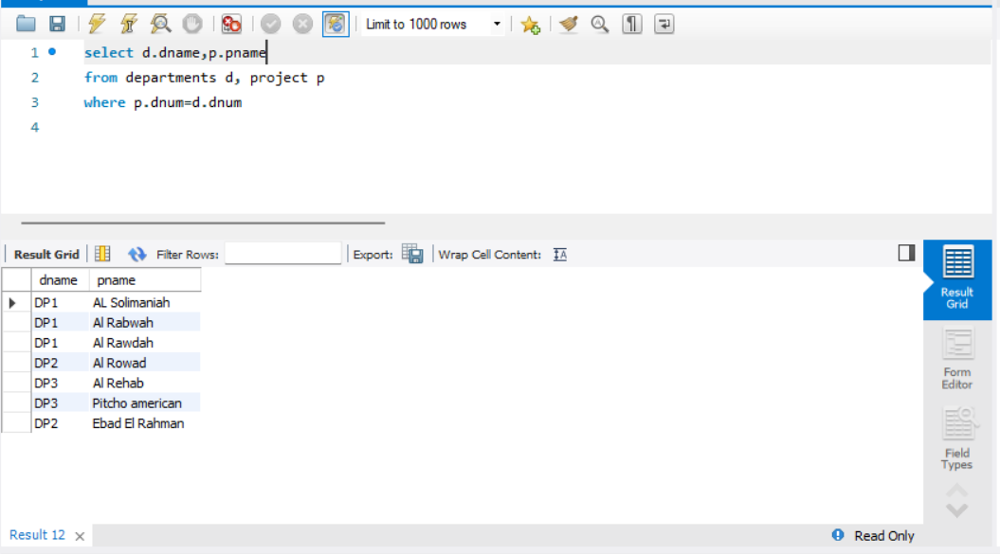 Limit to 1000 rows
1 select d.dname,p.pname
2 from departments d, project p
3 where p.dnum=d.dnum
4
Result Grid Filter Rows: Export: Wrap Cell Content: IA
dname pname
DP1 AL Solimaniah
DP1 Al Rabwah
DP1 Al Rawdah
DP2 Al Rowad
DP3 Al Rehab
DP3 Pitcho american
DP2 Ebad El Rahman
Result
Grid
Form
Editor
Field
Types
Result 12 Read Only